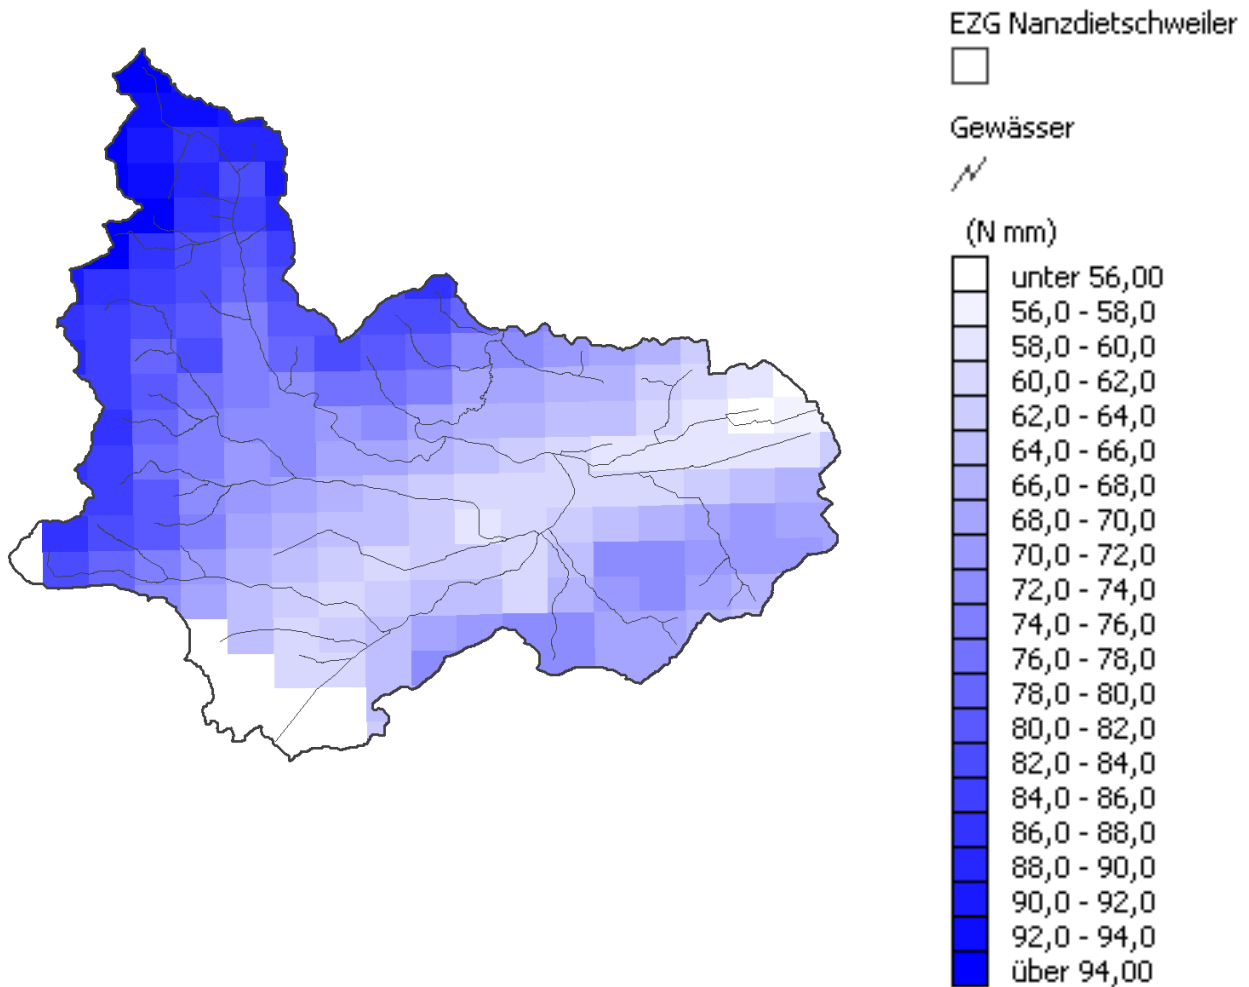 EZG Nanzdietschweiler
Gewässer
(N mm)
unter 56,00
56,0 - 58,0
58,0 - 60,0
60,0 - 62,0
62,0 - 64,0
64,0 - 66,0
66,0 - 68,0
68,0 - 70,0
70,0 - 72,0
72,0 - 74,0
74,0 - 76,0
76,0 - 78,0
78,0 - 80,0
80,0 - 82,0
82,0 - 84,0
84,0 - 86,0
86,0 - 88,0
88,0 - 90,0
90,0 - 92,0
92,0 - 94,0
über 94,00